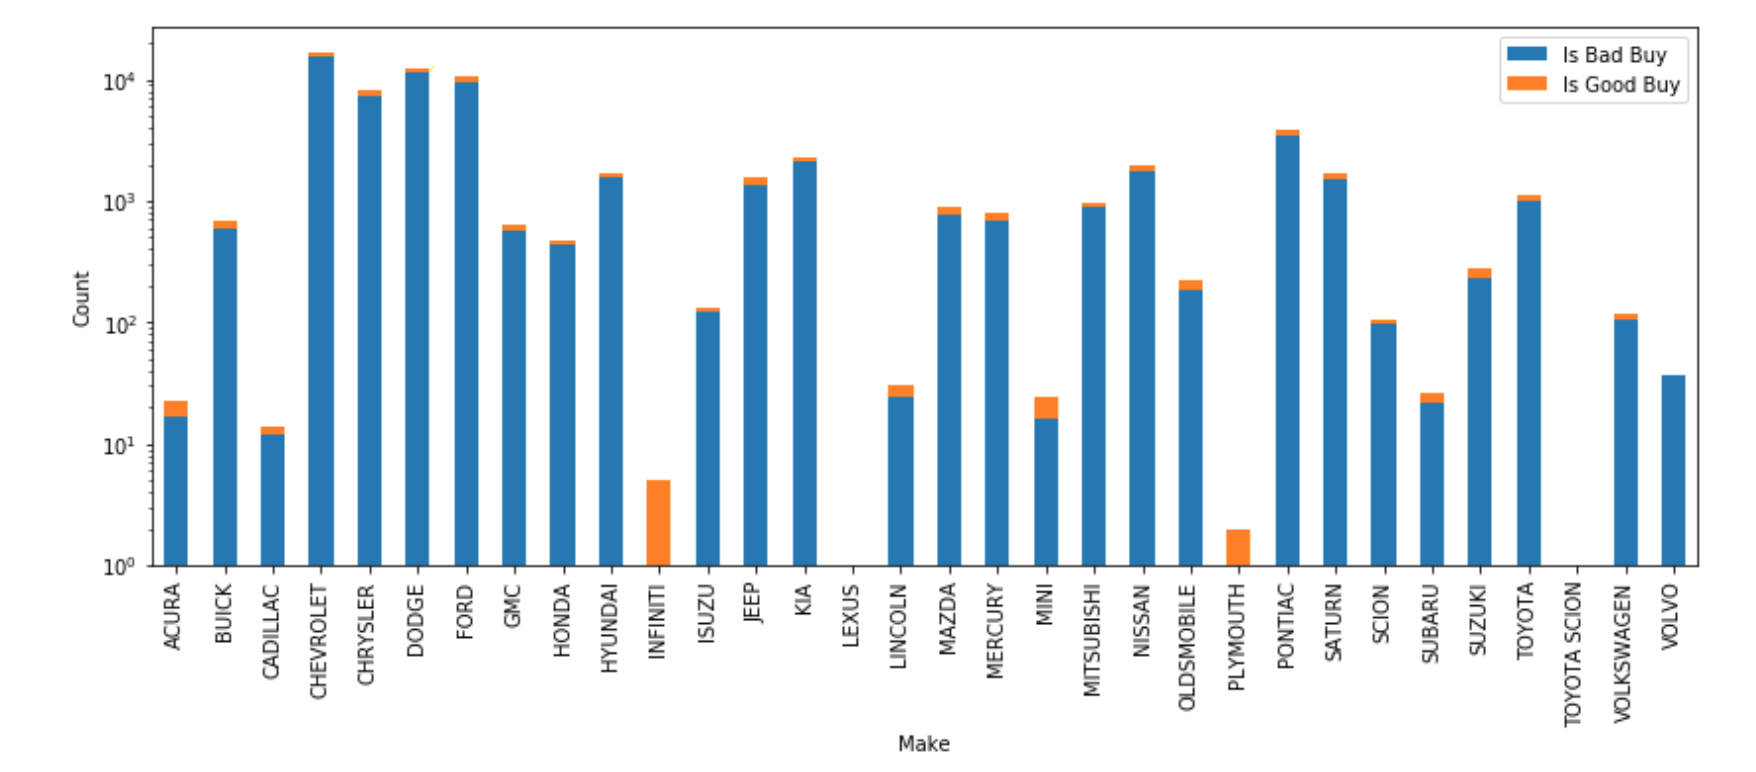 Is Bad Buy
Is Good Buy
Count
10⁴
10³
10²
10¹
10⁰
ACURA
BUICK
CADILLAC
CHEVROLET
CHRYSLER
DODGE
FORD
GMC
HONDA
HYUNDAI
INFINITI
ISUZU
JEEP
KIA
LEXUS
LINCOLN
MAZDA
MERCURY
MINI
MITSUBISHI
NISSAN
OLDSMOBILE
PLYMOUTH
PONTIAC
SATURN
SCION
SUBARU
SUZUKI
TOYOTA
TOYOTA SCION
VOLKSWAGEN
VOLVO
Make